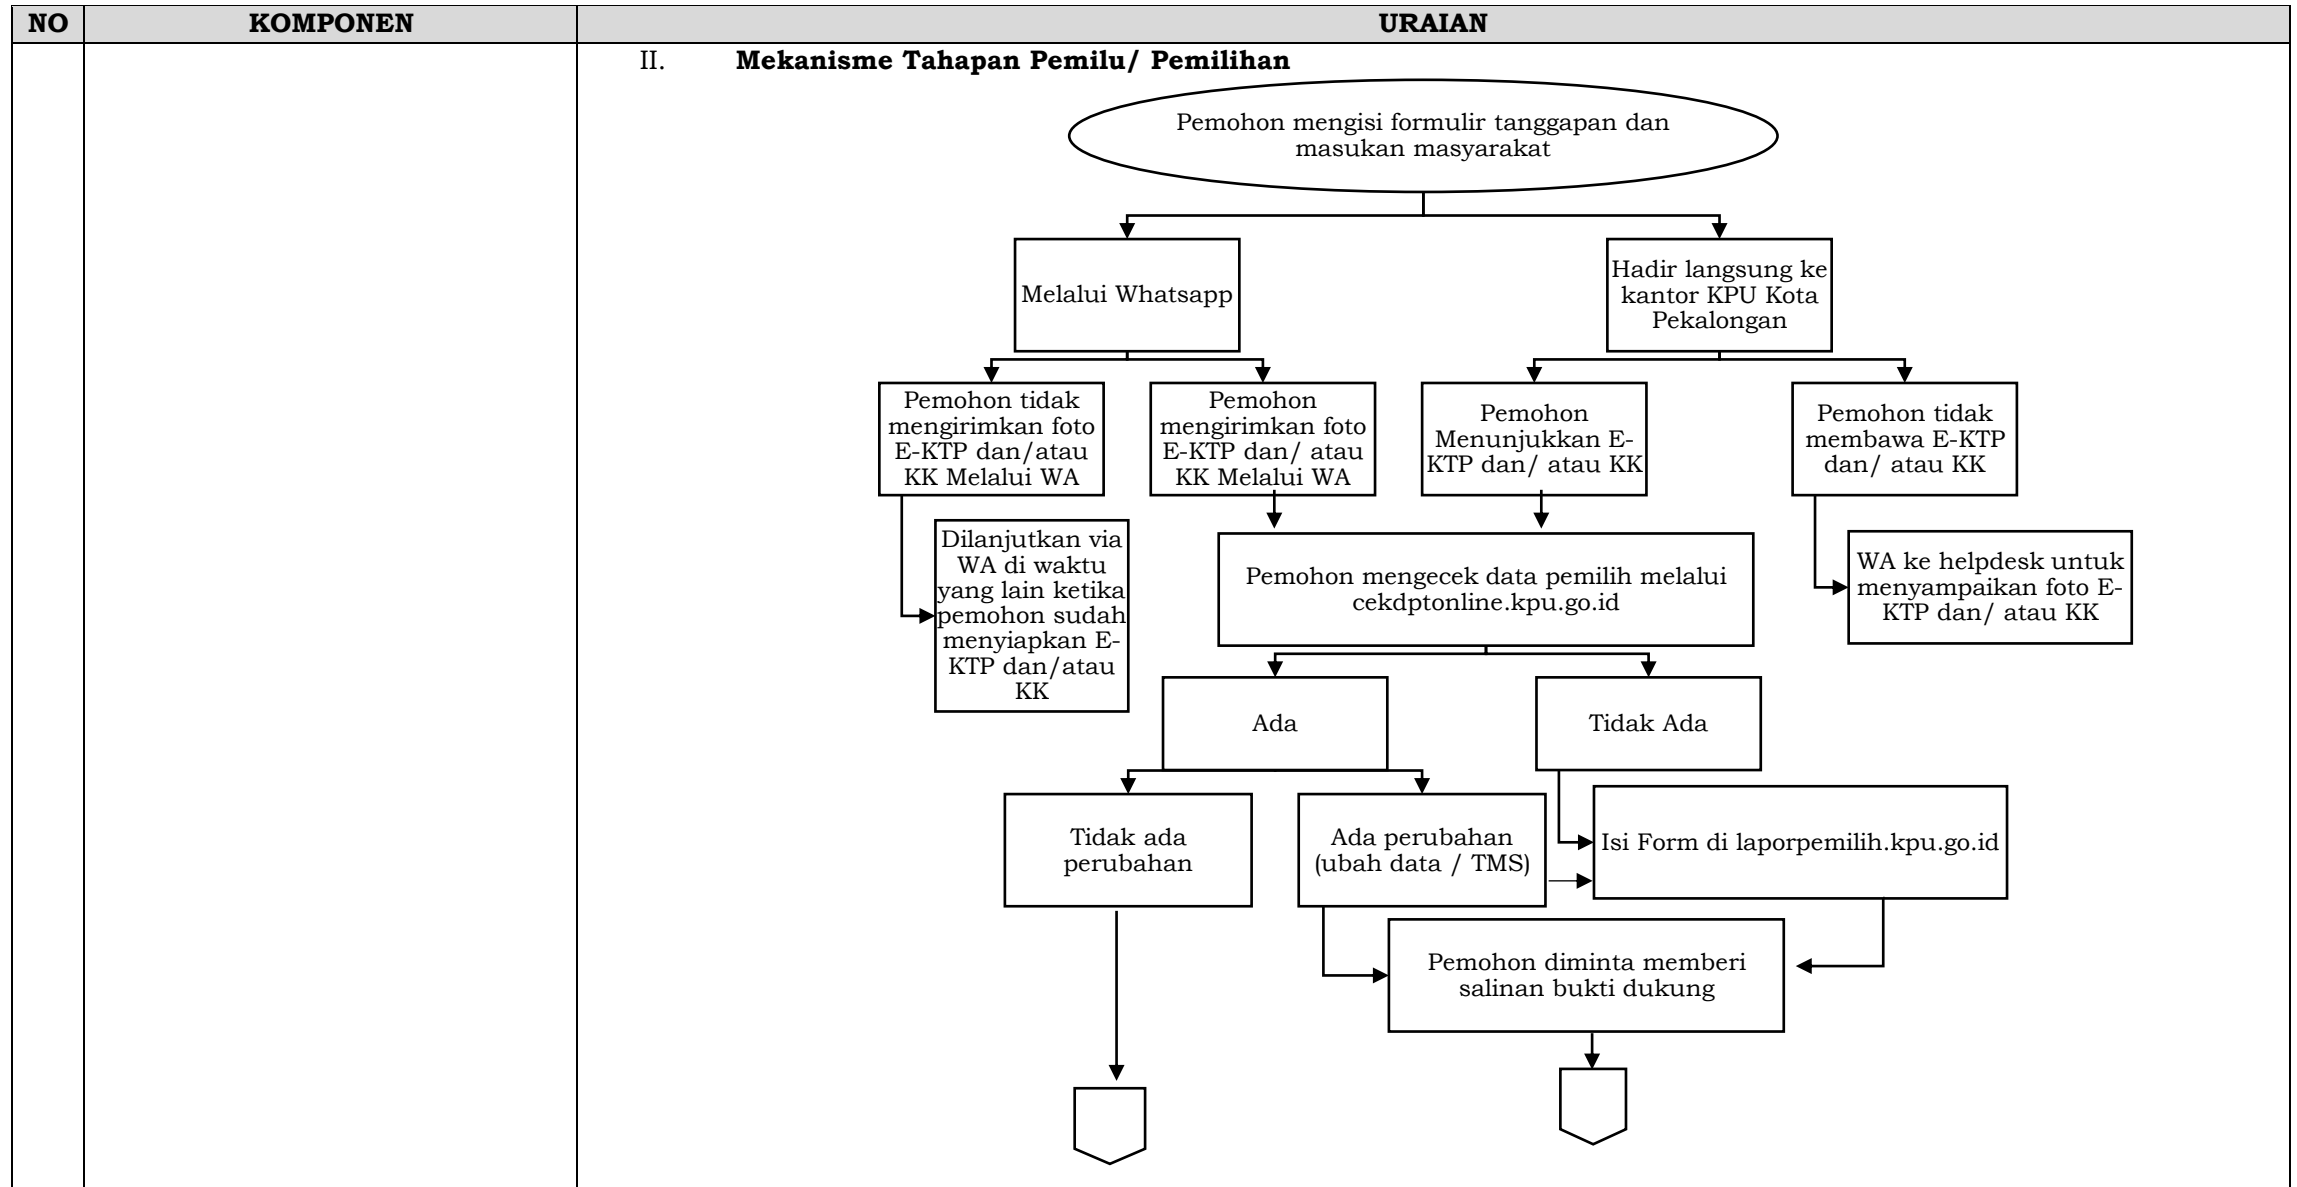 NO KOMPONEN URAIAN
II. Mekanisme Tahapan Pemilu/ Pemilihan
Pemohon mengisi formulir tanggapan dan
masukan masyarakat
Melalui Whatsapp
Hadir langsung ke
kantor KPU Kota
Pekalongan
Pemohon tidak
mengirimkan foto
E-KTP dan/atau
KK Melalui WA
Pemohon
mengirimkan foto
E-KTP dan/ atau
KK Melalui WA
Pemohon
Menunjukkan E-
KTP dan/ atau KK
Pemohon tidak
membawa E-KTP
dan/ atau KK
Dilanjutkan via
WA di waktu
yang lain ketika
pemohon sudah
menyiapkan E-
KTP dan/atau
KK
Pemohon mengecek data pemilih melalui
cekdptonline.kpu.go.id
WA ke helpdesk untuk
menyampaikan foto E-
KTP dan/ atau KK
Ada
Tidak Ada
Tidak ada
perubahan
Ada perubahan
(ubah data / TMS)
Isi Form di laporpemilih.kpu.go.id
Pemohon diminta memberi
salinan bukti dukung